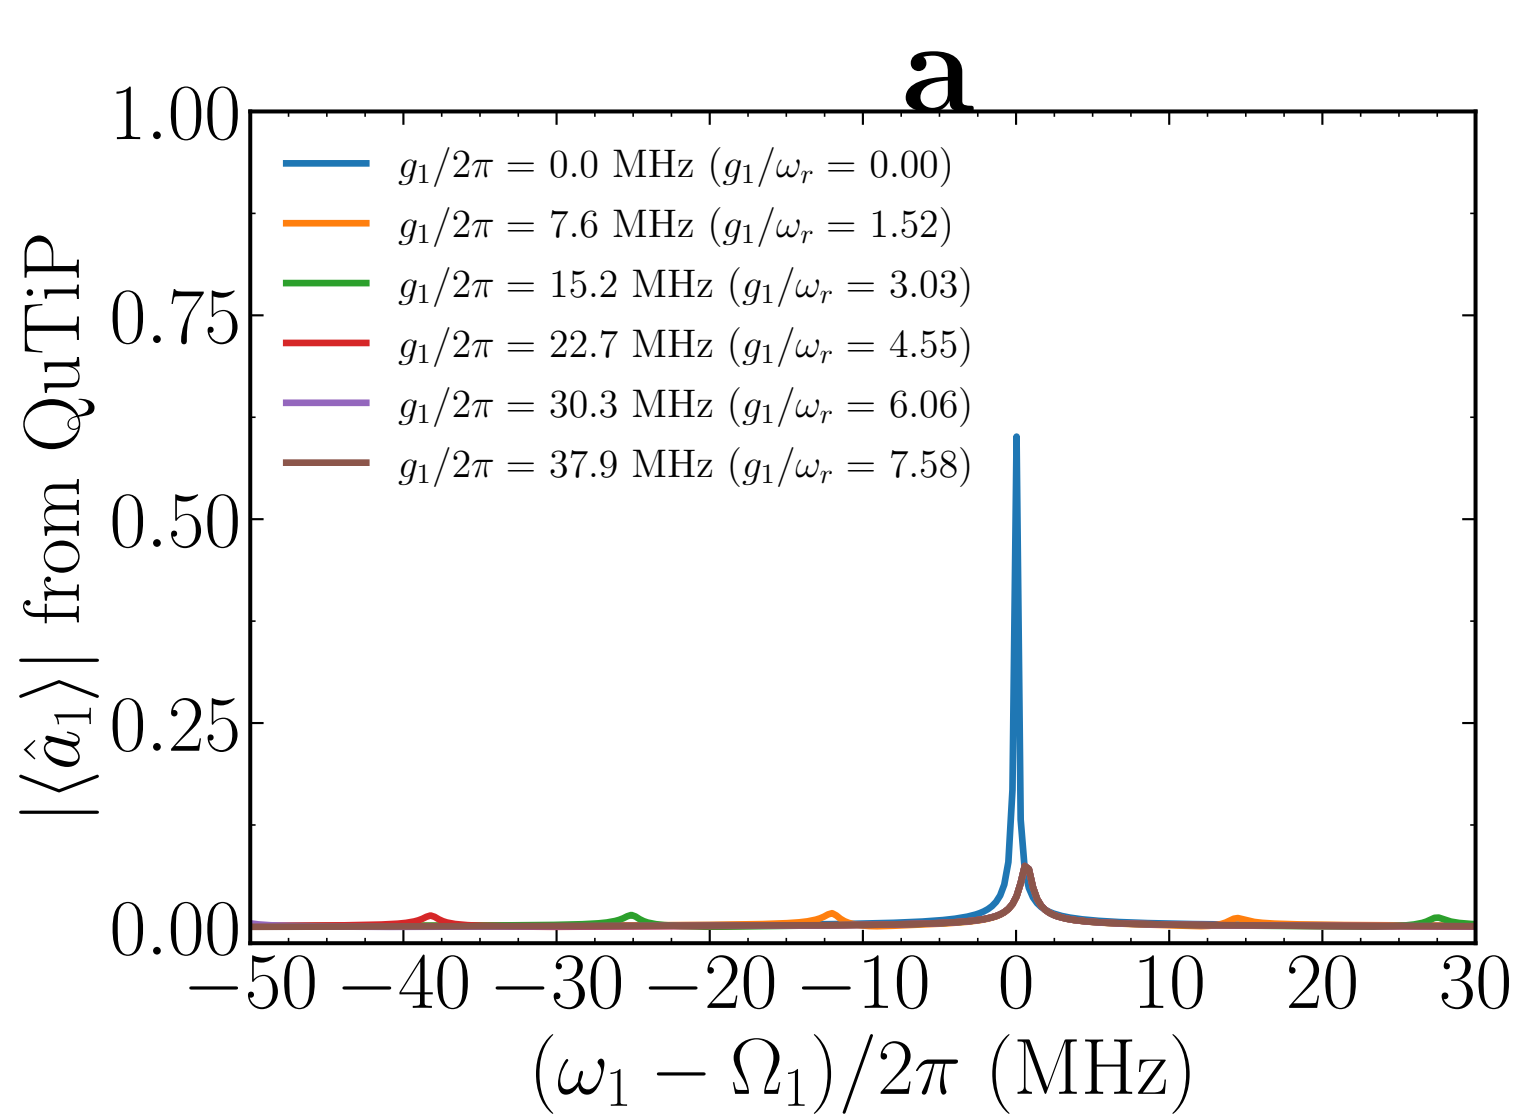 a
1.00
0.75
0.50
0.25
0.00
|⟨â₁⟩| from QuTiP
g₁/2π = 0.0 MHz (g₁/ωᵣ = 0.00)
g₁/2π = 7.6 MHz (g₁/ωᵣ = 1.52)
g₁/2π = 15.2 MHz (g₁/ωᵣ = 3.03)
g₁/2π = 22.7 MHz (g₁/ωᵣ = 4.55)
g₁/2π = 30.3 MHz (g₁/ωᵣ = 6.06)
g₁/2π = 37.9 MHz (g₁/ωᵣ = 7.58)
−50 −40 −30 −20 −10 0 10 20 30
(ω₁ − Ω₁)/2π (MHz)